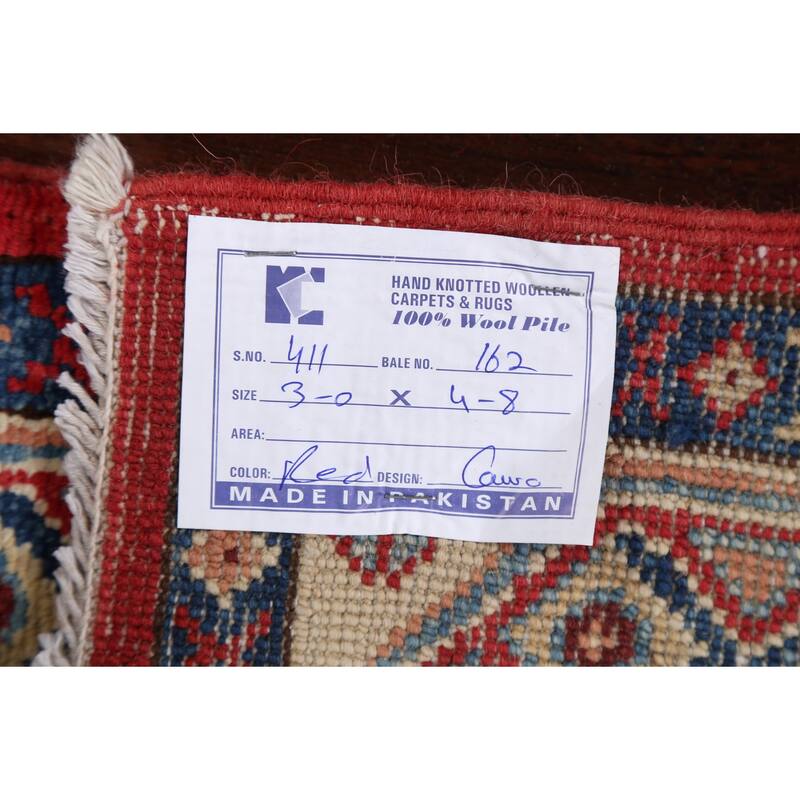 KC
HAND KNOTTED WOOLLEN
CARPETS & RUGS
100% Wool Pile
S.NO. 411 BALE NO. 162
SIZE 3-0 X 4-8
AREA:
COLOR: Red DESIGN:
MADE IN PAKISTAN